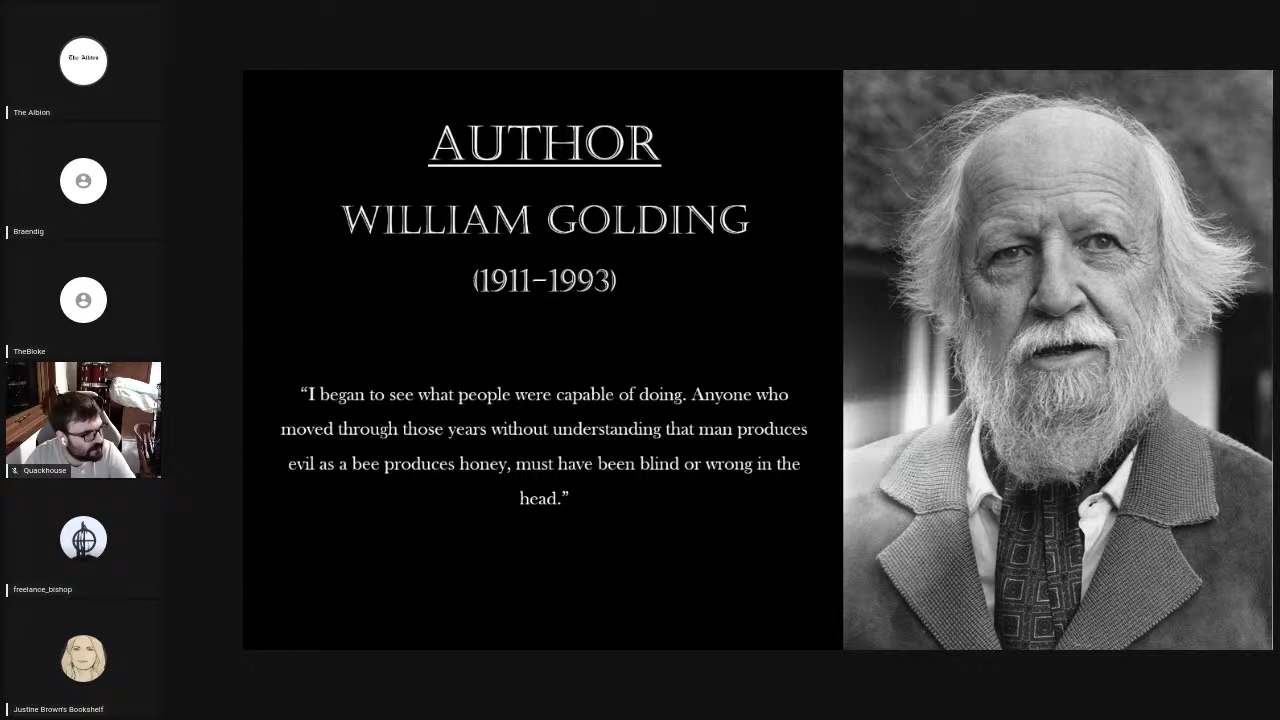 The Albion
The Albion
Braendig
TheBloke
Quackhouse
freelance_bishop
Justine Brown's Bookshelf
AUTHOR
WILLIAM GOLDING
(1911–1993)
“I began to see what people were capable of doing. Anyone who
moved through those years without understanding that man produces
evil as a bee produces honey, must have been blind or wrong in the
head.”